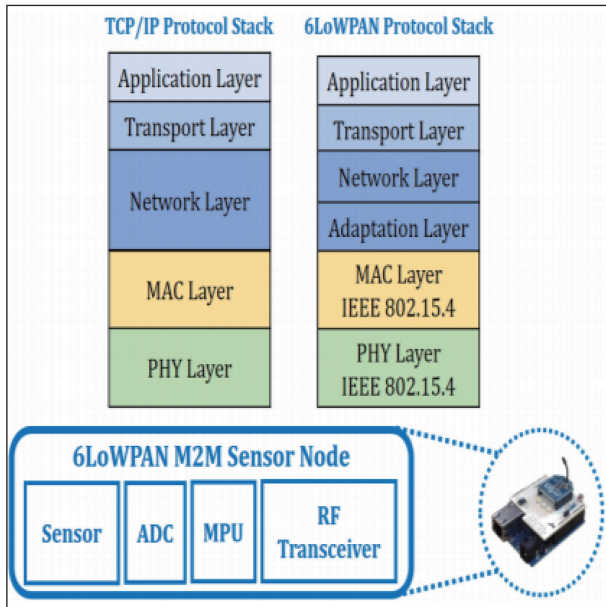 TCP/IP Protocol Stack
6LoWPAN Protocol Stack
Application Layer
Transport Layer
Network Layer
MAC Layer
PHY Layer
Application Layer
Transport Layer
Network Layer
Adaptation Layer
MAC Layer
IEEE 802.15.4
PHY Layer
IEEE 802.15.4
6LoWPAN M2M Sensor Node
Sensor
ADC
MPU
RF
Transceiver